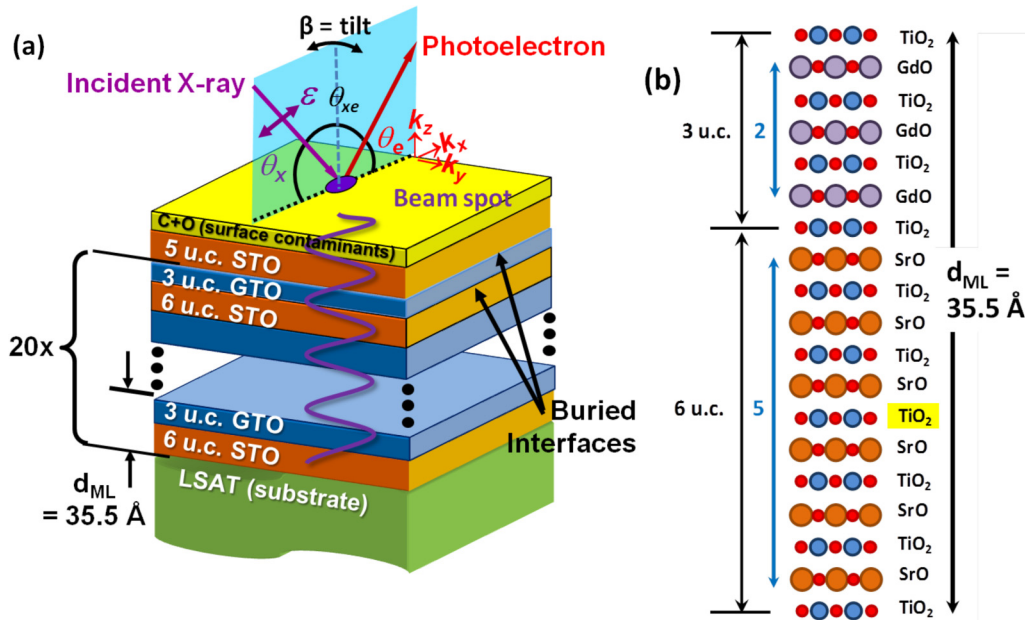 (a)
β = tilt
Photoelectron
Incident X-ray
ε
θxe
θx
θe
kz
kx
ky
Beam spot
C+O (surface contaminants)
5 u.c. STO
3 u.c. GTO
6 u.c. STO
20x
3 u.c. GTO
6 u.c. STO
Buried
Interfaces
dML
= 35.5 Å
LSAT (substrate)
(b)
3 u.c.
2
6 u.c.
5
TiO2
GdO
TiO2
GdO
TiO2
GdO
TiO2
SrO
TiO2
SrO
TiO2
SrO
TiO2
SrO
TiO2
SrO
TiO2
SrO
TiO2
dML =
35.5 Å